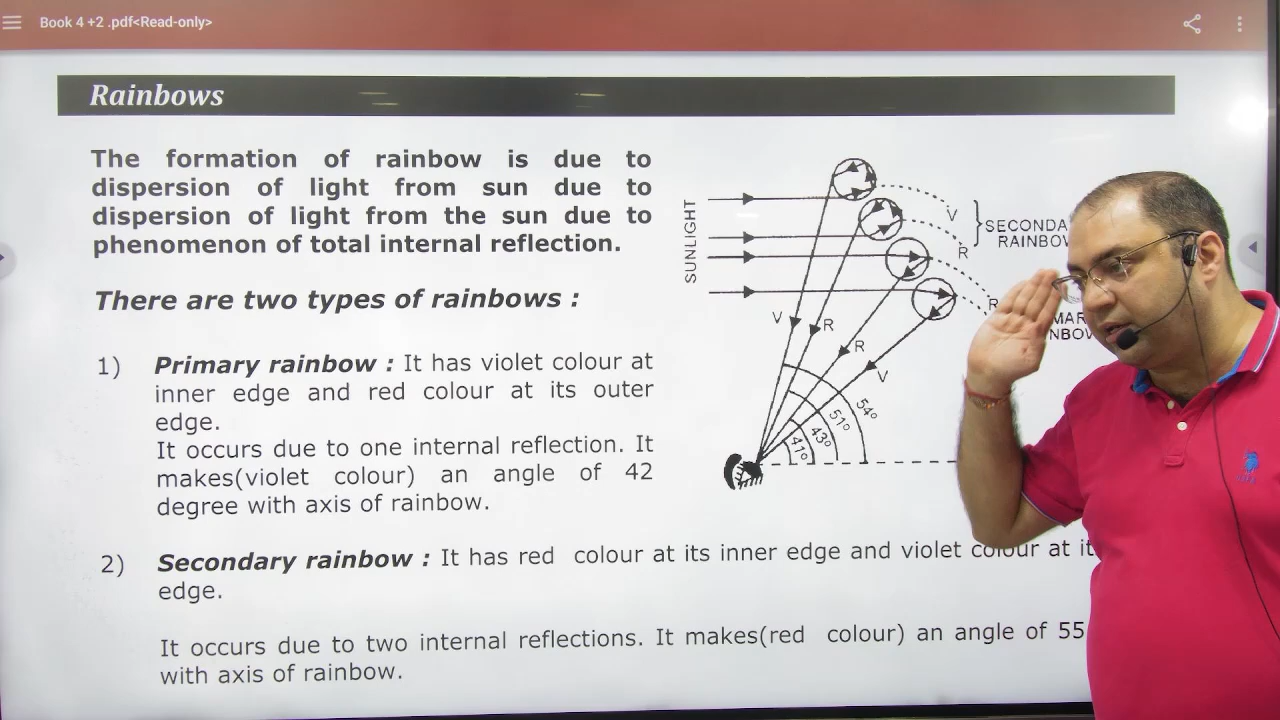 Book 4 +2 .pdf<Read-only>
Rainbows
The formation of rainbow is due to
dispersion of light from sun due to
dispersion of light from the sun due to
phenomenon of total internal reflection.
There are two types of rainbows :
1) Primary rainbow : It has violet colour at
inner edge and red colour at its outer
edge.
It occurs due to one internal reflection. It
makes(violet colour) an angle of 42
degree with axis of rainbow.
SUNLIGHT
V
SECONDA
R
RAINBOW
R
MAR
NBOW
V
R
R
V
54°
51°
43°
41°
2) Secondary rainbow : It has red colour at its inner edge and violet colour at it
edge.
It occurs due to two internal reflections. It makes(red colour) an angle of 55
with axis of rainbow.